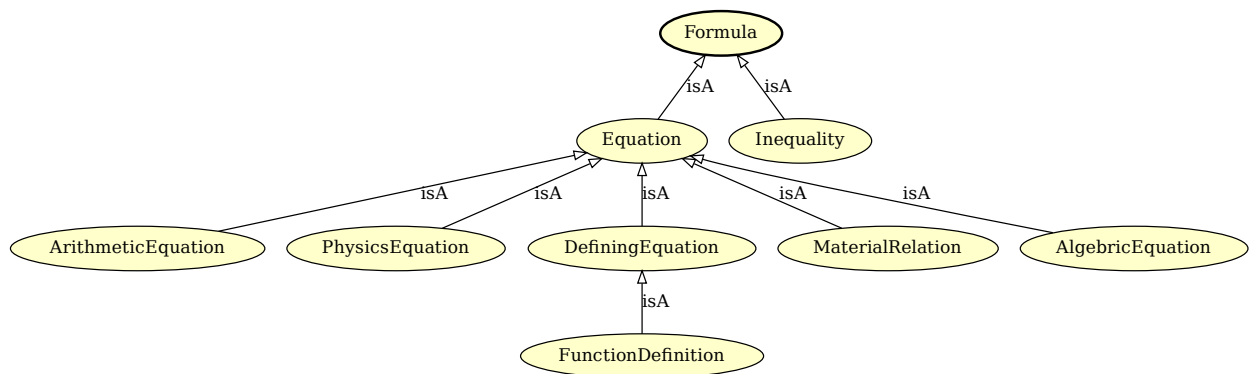 Formula
isA isA
Equation Inequality
isA isA isA isA isA
ArithmeticEquation PhysicsEquation DefiningEquation MaterialRelation AlgebricEquation
isA
FunctionDefinition